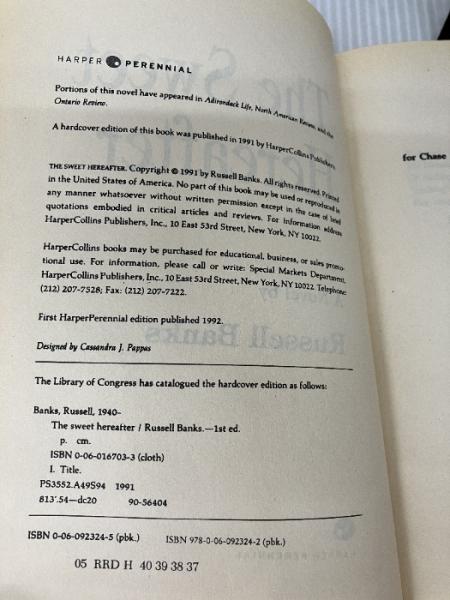 HARPER PERENNIAL
Portions of this novel have appeared in Adirondack Life, North American Review, and the
Ontario Review.
A hardcover edition of this book was published in 1991 by HarperCollins Publishers.
THE SWEET HEREAFTER. Copyright © 1991 by Russell Banks. All rights reserved. Printed
in the United States of America. No part of this book may be used or reproduced in
any manner whatsoever without written permission except in the case of brief
quotations embodied in critical articles and reviews. For information address
HarperCollins Publishers, Inc., 10 East 53rd Street, New York, NY 10022.
HarperCollins books may be purchased for educational, business, or sales promo-
tional use. For information, please call or write: Special Markets Department,
HarperCollins Publishers, Inc., 10 East 53rd Street, New York, NY 10022. Telephone:
(212) 207-7528; Fax: (212) 207-7222.
First HarperPerennial edition published 1992.
Designed by Cassandra J. Pappas
The Library of Congress has catalogued the hardcover edition as follows:
Banks, Russell, 1940–
The sweet hereafter / Russell Banks.—1st ed.
p. cm.
ISBN 0-06-016703-3 (cloth)
I. Title.
PS3552.A49S94 1991
813'.54—dc20 90-56404
ISBN 0-06-092324-5 (pbk.) ISBN 978-0-06-092324-2 (pbk.)
05 RRD H 40 39 38 37
for Chase